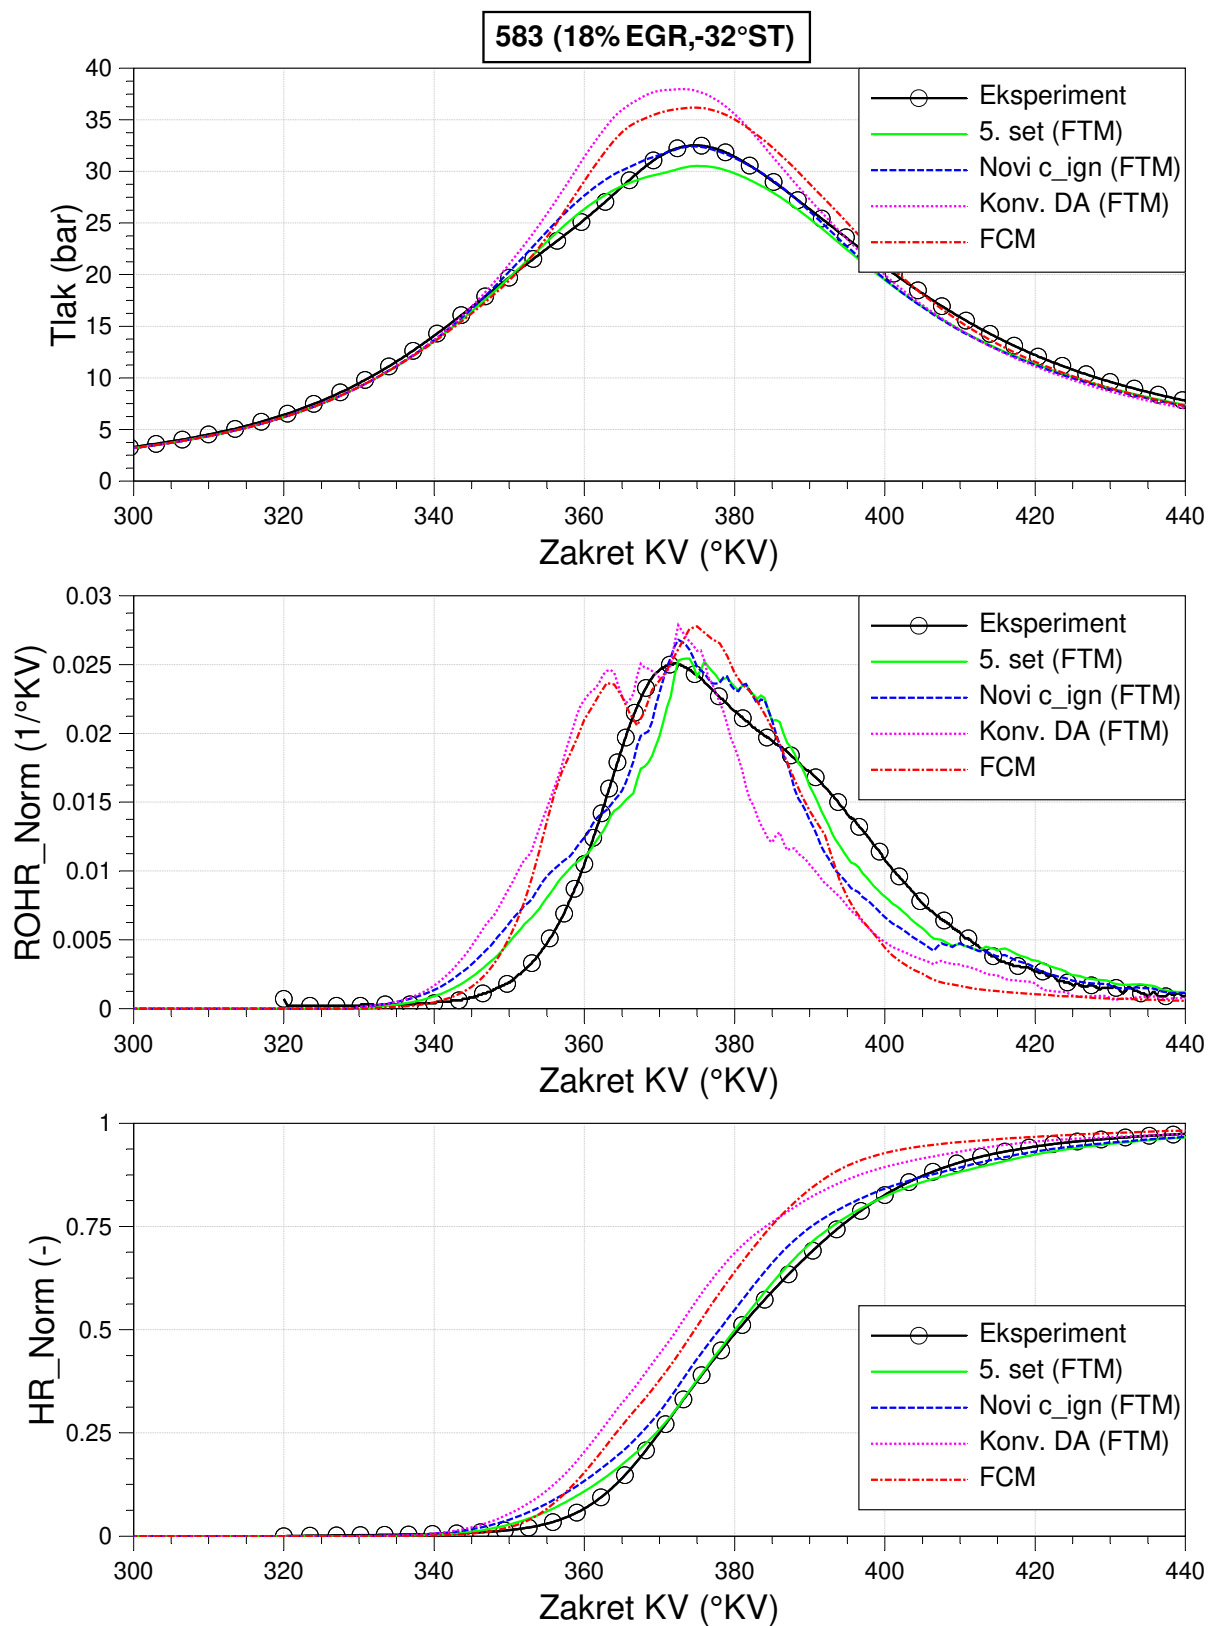 583 (18% EGR,-32°ST)
40
35
30
25
20
15
10
5
0
Tlak (bar)
Eksperiment
5. set (FTM)
Novi c_ign (FTM)
Konv. DA (FTM)
FCM
300 320 340 360 380 400 420 440
Zakret KV (°KV)
0.03
0.025
0.02
0.015
0.01
0.005
0
ROHR_Norm (1/°KV)
Eksperiment
5. set (FTM)
Novi c_ign (FTM)
Konv. DA (FTM)
FCM
300 320 340 360 380 400 420 440
Zakret KV (°KV)
1
0.75
0.5
0.25
0
HR_Norm (-)
Eksperiment
5. set (FTM)
Novi c_ign (FTM)
Konv. DA (FTM)
FCM
300 320 340 360 380 400 420 440
Zakret KV (°KV)